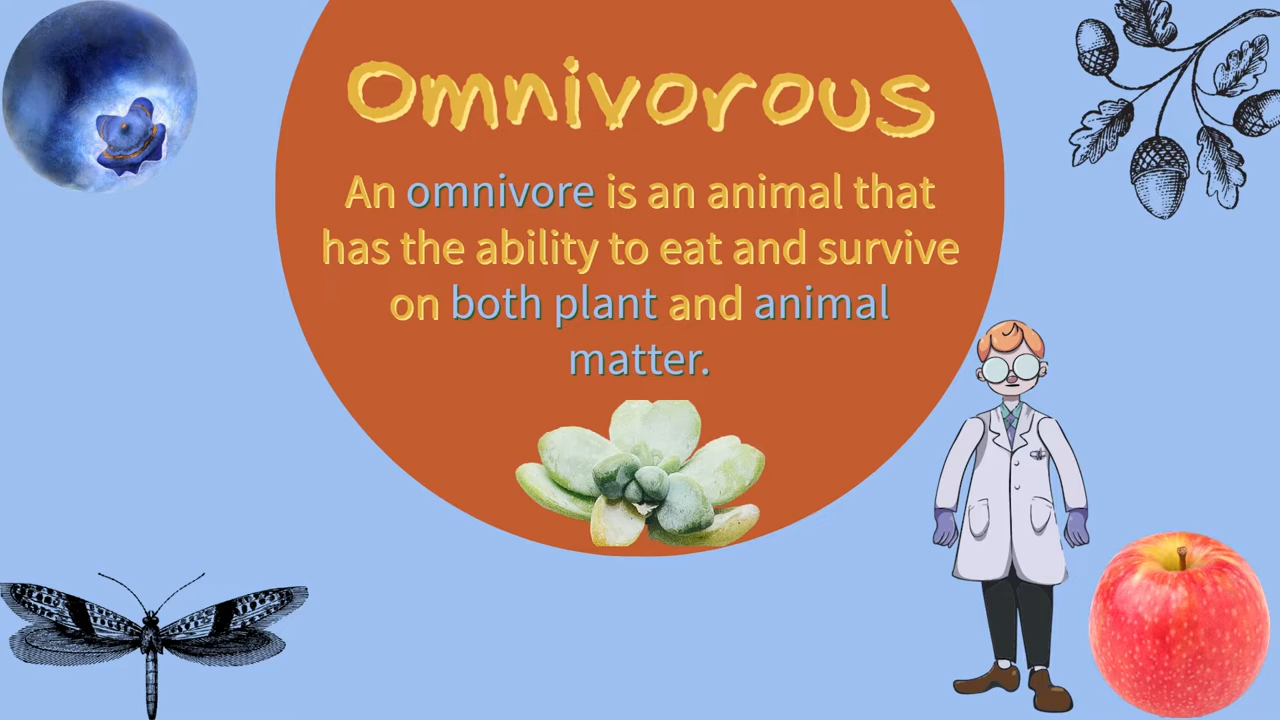 Omnivorous
An omnivore is an animal that
has the ability to eat and survive
on both plant and animal
matter.